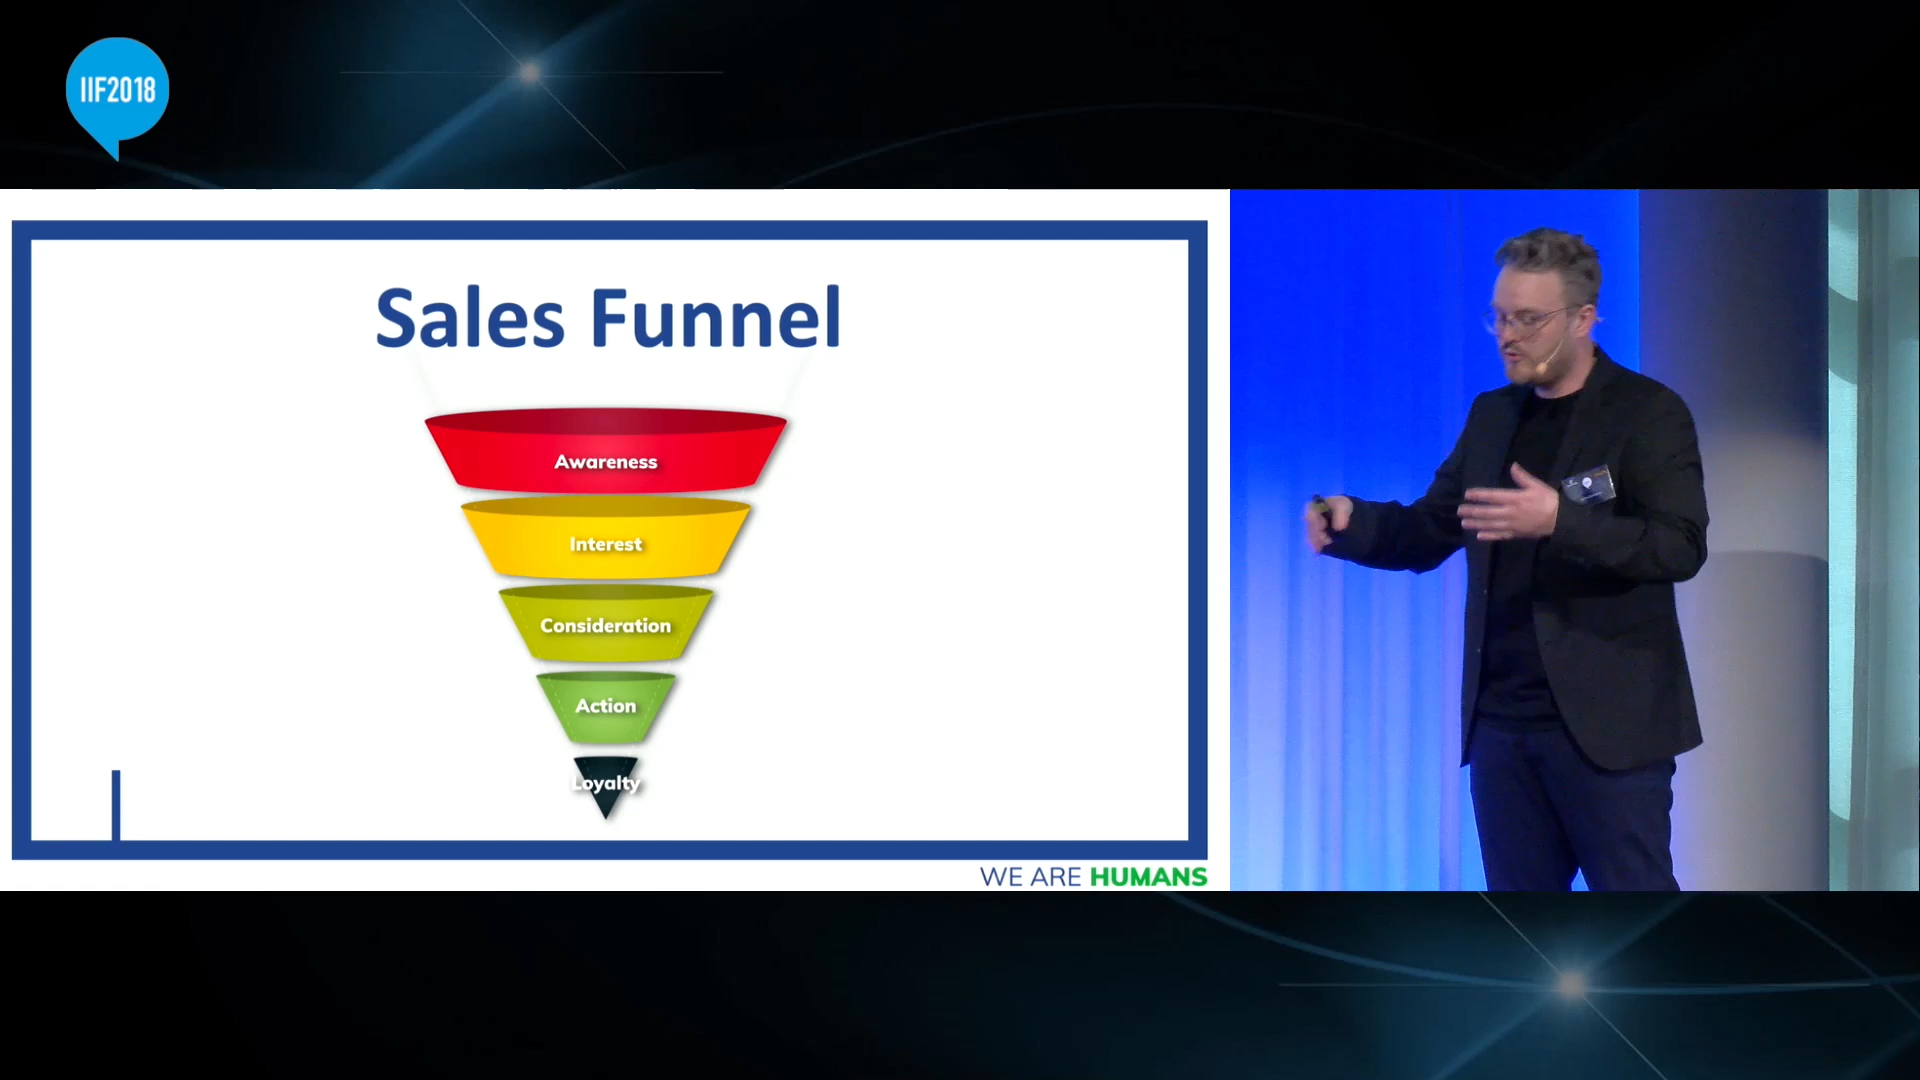 IIF2018
Sales Funnel
Awareness
Interest
Consideration
Action
Loyalty
WE ARE HUMANS